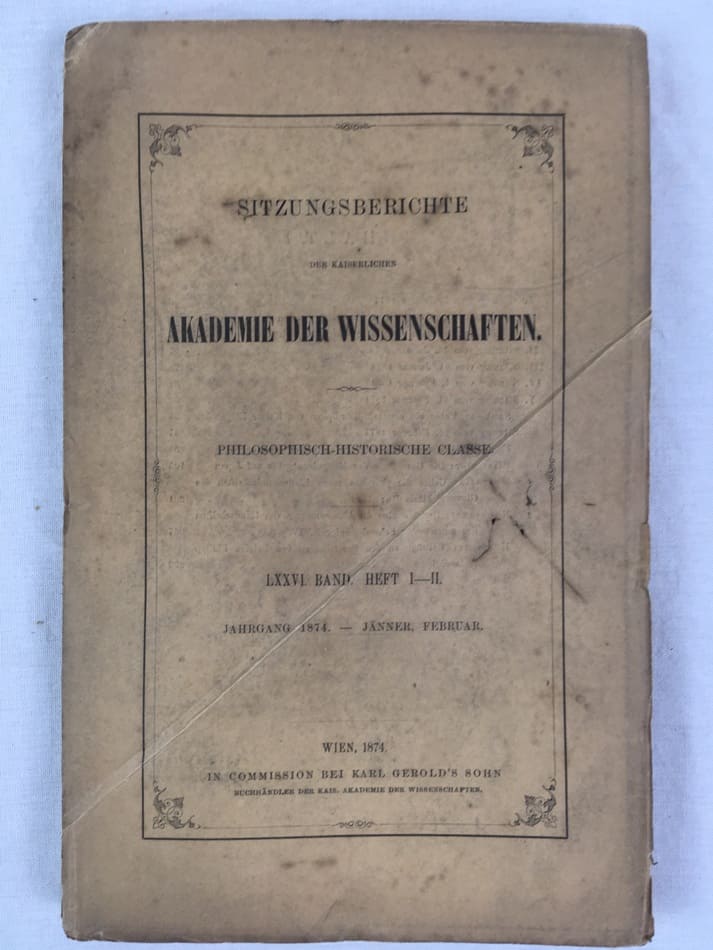 SITZUNGSBERICHTE
DER KAISERLICHEN
AKADEMIE DER WISSENSCHAFTEN.
PHILOSOPHISCH-HISTORISCHE CLASSE.
LXXVI. BAND. HEFT I—II.
JAHRGANG 1874. — JÄNNER, FEBRUAR.
WIEN, 1874.
IN COMMISSION BEI KARL GEROLD'S SOHN
BUCHHÄNDLER DER KAIS. AKADEMIE DER WISSENSCHAFTEN.